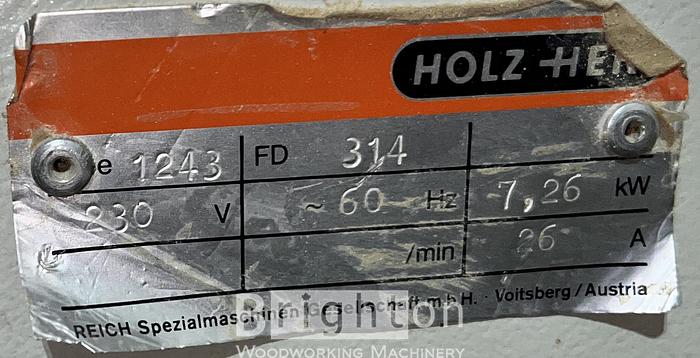 HOLZ-HER
e 1243 FD 314
230 V ~ 60 Hz 7,26 kW
/min 26 A
REICH Spezialmaschinen Gesellschaft m.b.H. · Voitsberg/Austria
Brighton
WOODWORKING MACHINERY